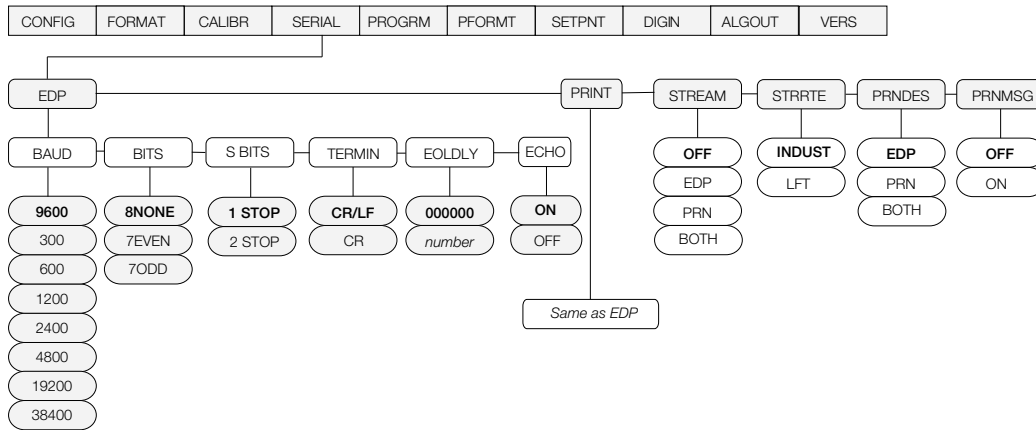 CONFIG FORMAT CALIBR SERIAL PROGRM PFORMT SETPNT DIGIN ALGOUT VERS
EDP PRINT STREAM STRRTE PRNDES PRNMSG
BAUD BITS S BITS TERMIN EOLDLY ECHO
9600
300
600
1200
2400
4800
19200
38400
8NONE
7EVEN
7ODD
1 STOP
2 STOP
CR/LF
CR
000000
number
ON
OFF
Same as EDP
OFF
EDP
PRN
BOTH
INDUST
LFT
EDP
PRN
BOTH
OFF
ON